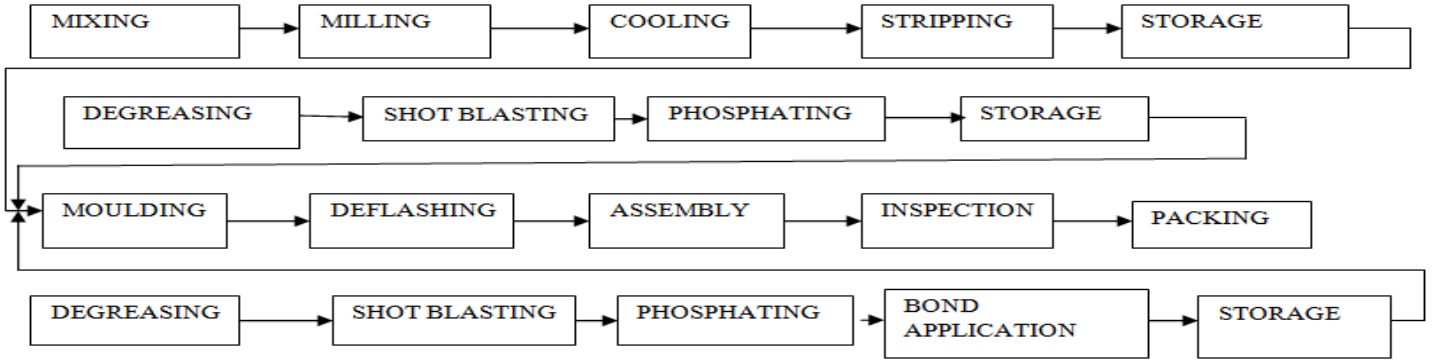 MIXING
MILLING
COOLING
STRIPPING
STORAGE
DEGREASING
SHOT BLASTING
PHOSPHATING
STORAGE
MOULDING
DEFLASHING
ASSEMBLY
INSPECTION
PACKING
DEGREASING
SHOT BLASTING
PHOSPHATING
BOND
APPLICATION
STORAGE